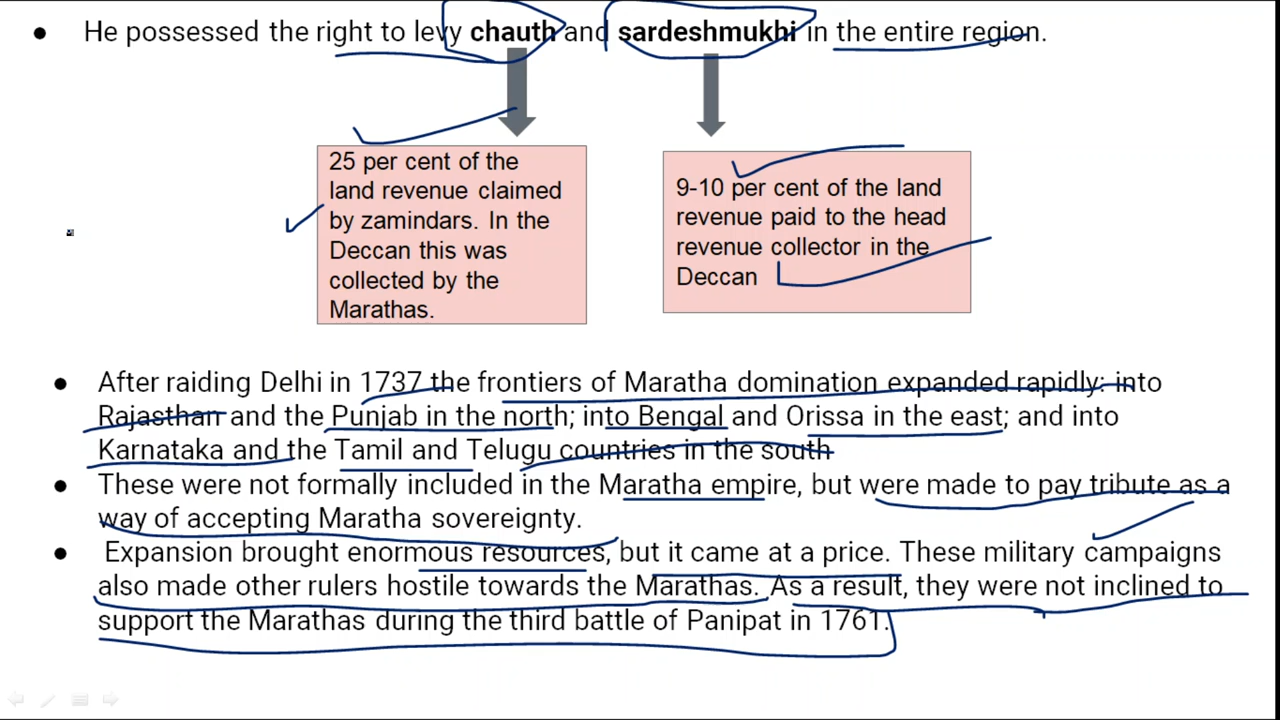 ● He possessed the right to levy chauth and sardeshmukhi in the entire region.
25 per cent of the
land revenue claimed
by zamindars. In the
Deccan this was
collected by the
Marathas.
9-10 per cent of the land
revenue paid to the head
revenue collector in the
Deccan
● After raiding Delhi in 1737 the frontiers of Maratha domination expanded rapidly: into
Rajasthan and the Punjab in the north; into Bengal and Orissa in the east; and into
Karnataka and the Tamil and Telugu countries in the south
● These were not formally included in the Maratha empire, but were made to pay tribute as a
way of accepting Maratha sovereignty.
● Expansion brought enormous resources, but it came at a price. These military campaigns
also made other rulers hostile towards the Marathas. As a result, they were not inclined to
support the Marathas during the third battle of Panipat in 1761.